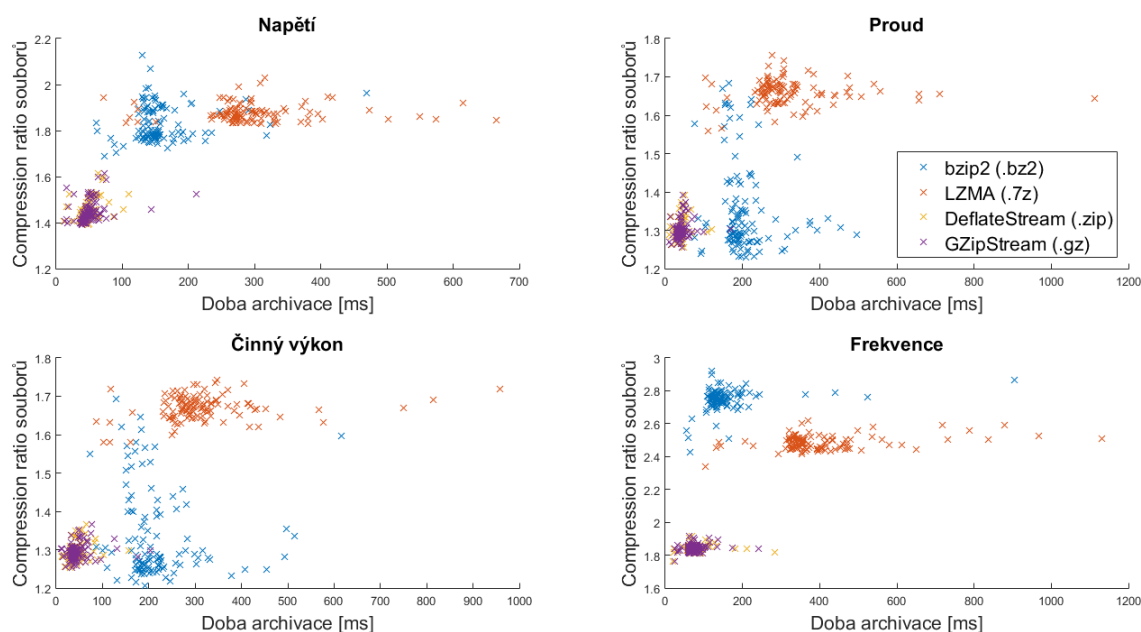 Napětí
Compression ratio souborů
2.2
2
1.8
1.6
1.4
1.2
0 100 200 300 400 500 600 700
Doba archivace [ms]
Proud
Compression ratio souborů
1.8
1.7
1.6
1.5
1.4
1.3
1.2
bzip2 (.bz2)
LZMA (.7z)
DeflateStream (.zip)
GZipStream (.gz)
0 200 400 600 800 1000 1200
Doba archivace [ms]
Činný výkon
Compression ratio souborů
1.8
1.7
1.6
1.5
1.4
1.3
1.2
0 100 200 300 400 500 600 700 800 900 1000
Doba archivace [ms]
Frekvence
Compression ratio souborů
3
2.8
2.6
2.4
2.2
2
1.8
1.6
0 200 400 600 800 1000 1200
Doba archivace [ms]